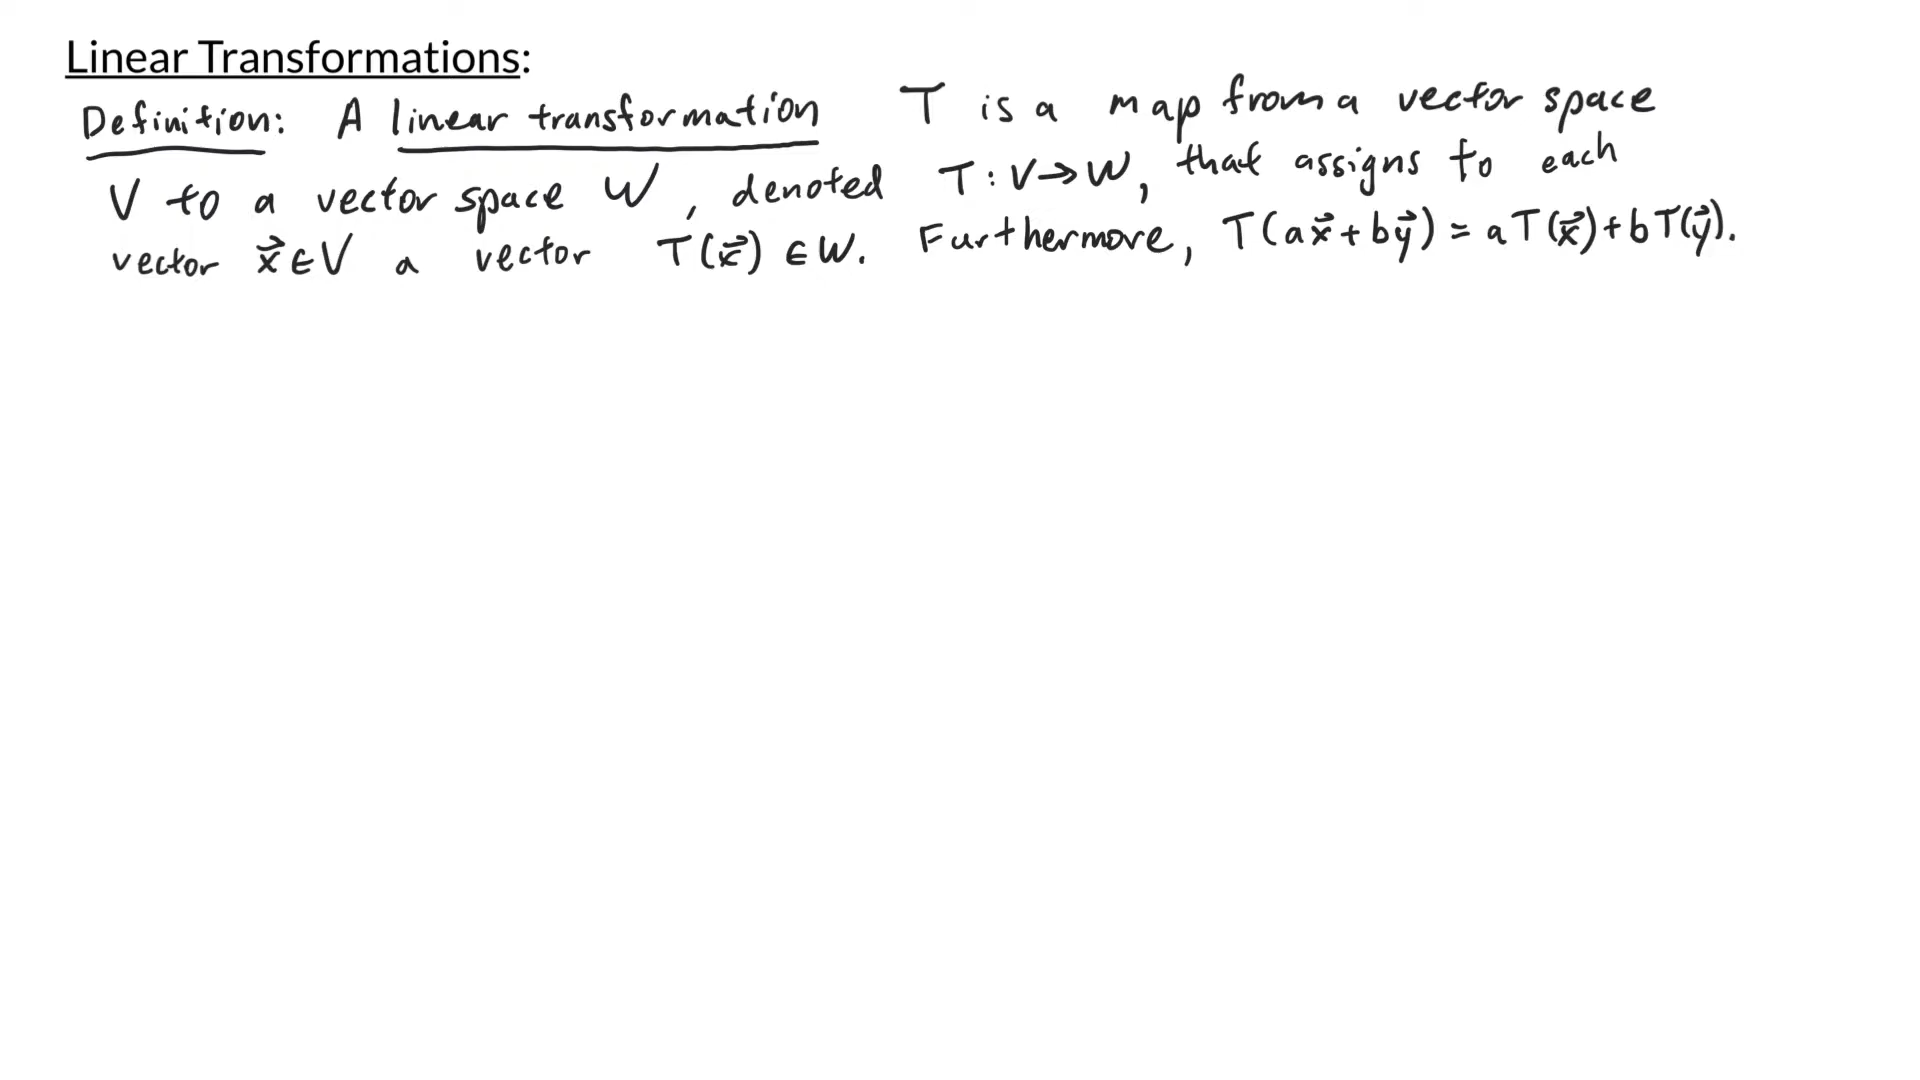 Linear Transformations:
Definition: A linear transformation T is a map from a vector space
V to a vector space W, denoted T:V→W, that assigns to each
vector x⃗∈V a vector T(x⃗)∈W. Furthermore, T(ax⃗+by⃗)=aT(x⃗)+bT(y⃗).